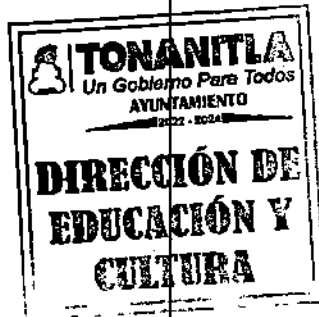 TONANITLA
Un Gobierno Para Todos
AYUNTAMIENTO
2022 - 2024
DIRECCIÓN DE
EDUCACIÓN Y
CULTURA